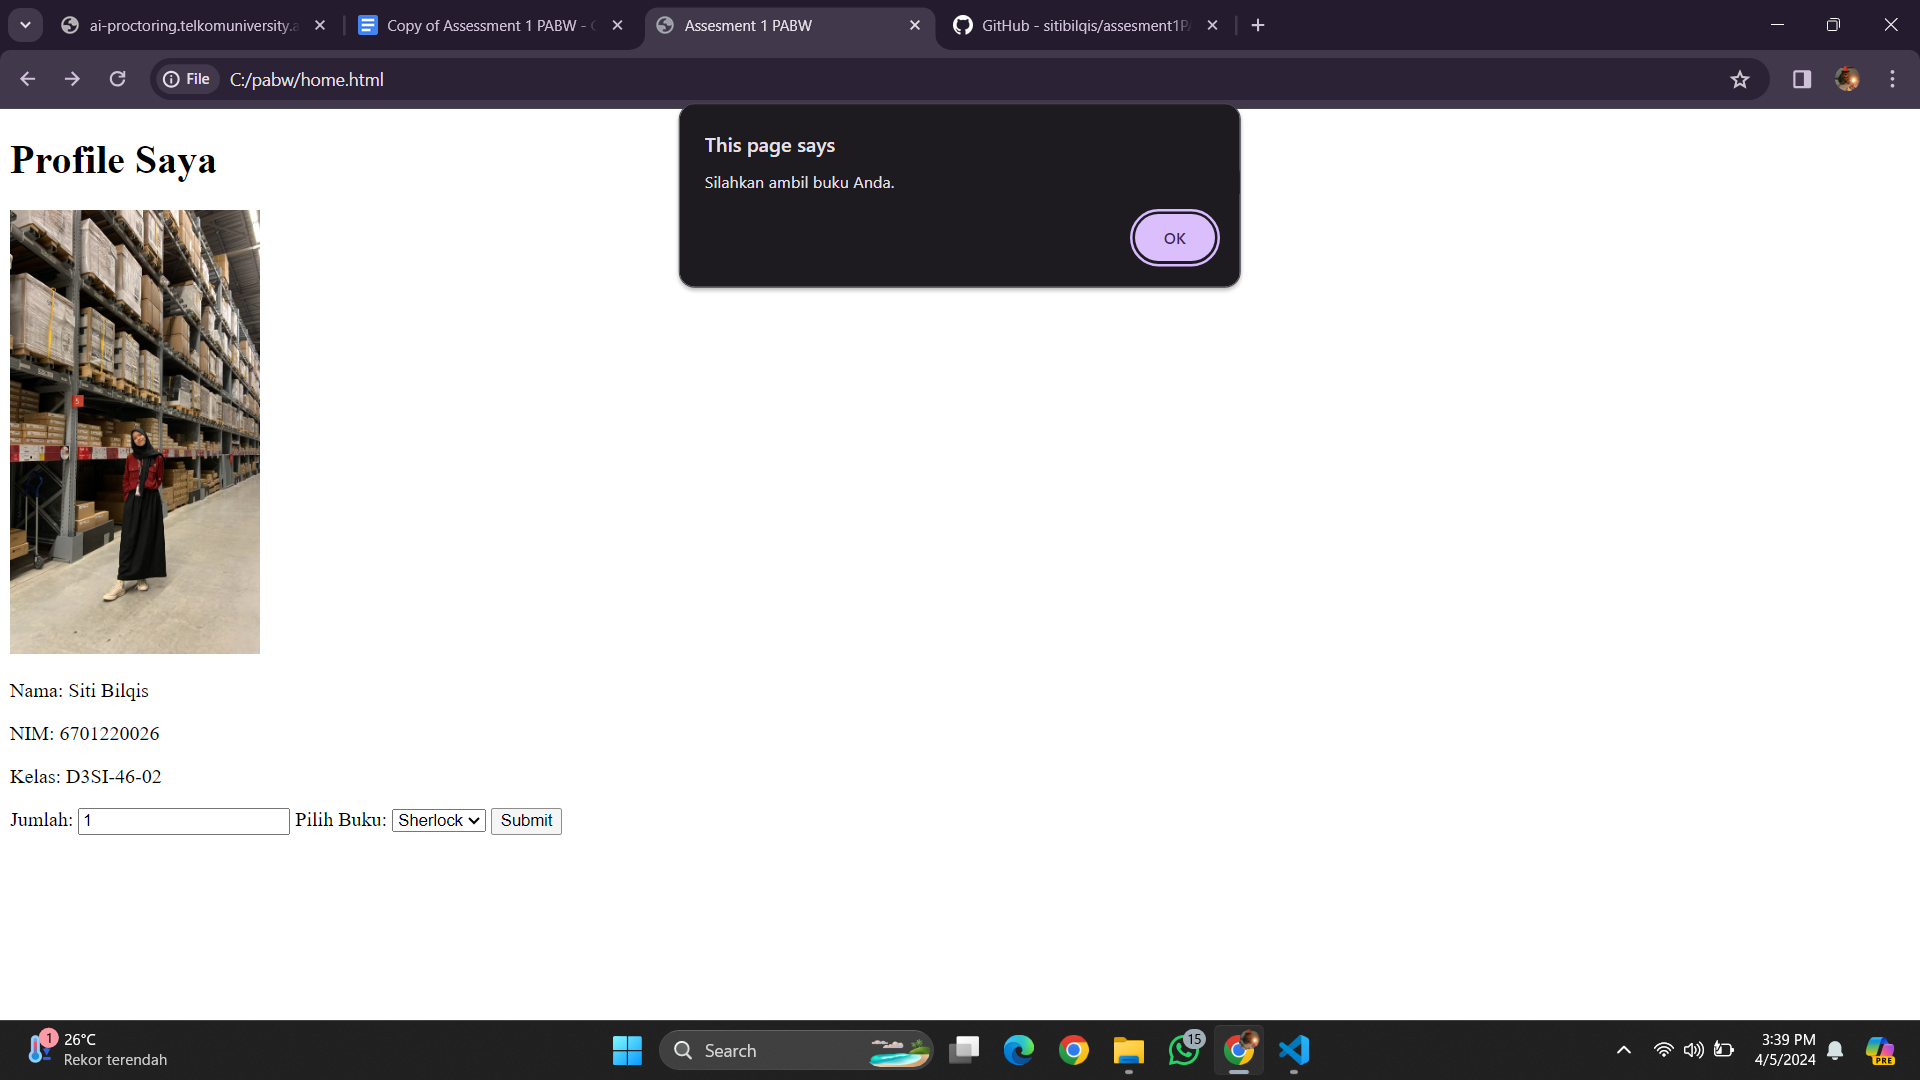 ai-proctoring.telkomuniversity.a
Copy of Assessment 1 PABW -
Assesment 1 PABW
GitHub - sitibilqis/assesment1P
File
C:/pabw/home.html
This page says
Silahkan ambil buku Anda.
OK
Profile Saya
Nama: Siti Bilqis
NIM: 6701220026
Kelas: D3SI-46-02
Jumlah: 1 Pilih Buku: Sherlock Submit
1
26°C
Rekor terendah
Search
15
3:39 PM
4/5/2024
PRE